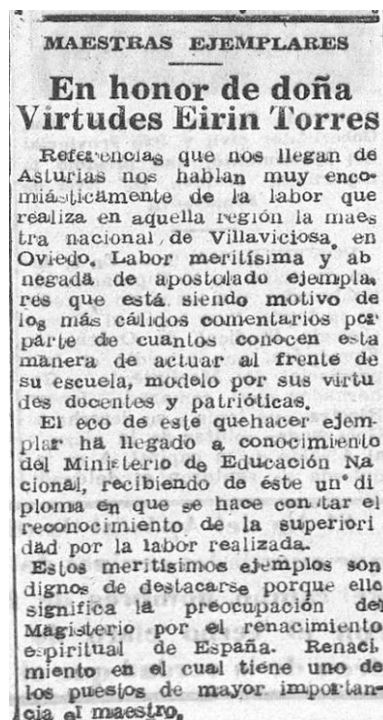 MAESTRAS EJEMPLARES
En honor de doña
Virtudes Eirin Torres
Referencias que nos llegan de
Asturias nos hablan muy enco-
miásticamente de la labor que
realiza en aquella región la maes
tra nacional de Villaviciosa, en
Oviedo. Labor meritísima y ab
negada de apostolado ejempla,
res que está siendo motivo de
los más cálidos comentarios por
parte de cuantos conocen esta
manera de actuar al frente de
su escuela, modelo por sus virtu
des docentes y patrióticas.
El eco de este quehacer ejem-
plar ha llegado a conocimiento
del Ministerio de Educación Na
cional, recibiendo de éste un di
ploma en que se hace constar el
reconocimiento de la superiori
dad por la labor realizada.
Estos meritísimos ejemplos son
dignos de destacarse porque ello
significa la preocupación del
Magisterio por el renacimiento
espiritual de España. Renaci
miento en el cual tiene uno de
los puestos de mayor importan-
cia el maestro.